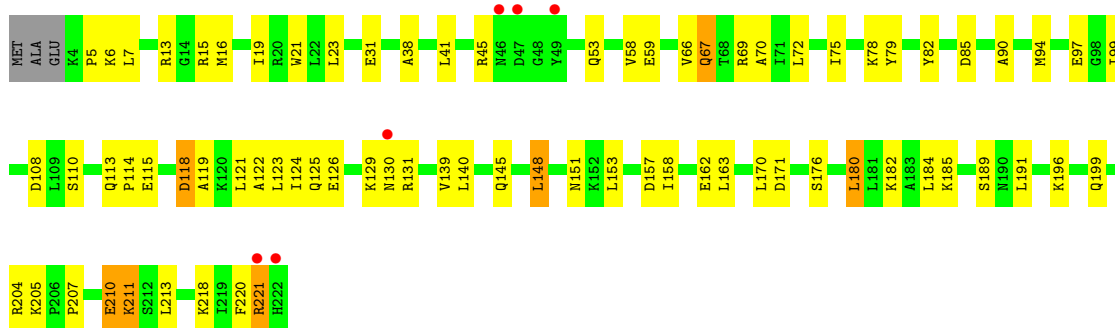 MET ALA GLU K4 P5 K6 L7 R13 G14 R15 M16 I19 R20 W21 L22 L23 E31 A38 L41 R45 N46 D47 G48 Y49 Q53 V58 E59 V66 Q67 T68 R69 A70 I71 L72 I75 K78 Y79 Y82 D85 A90 M94 E97 G98 I99
D108 L109 S110 Q113 P114 E115 D118 A119 K120 L121 A122 L123 I124 Q125 E126 K129 N130 R131 V139 L140 Q145 L148 N151 K152 L153 D157 I158 E162 L163 L170 D171 S176 L180 L181 K182 A183 L184 K185 S189 N190 L191 K196 Q199
R204 K205 P206 P207 E210 K211 S212 L213 K218 I219 F220 R221 H222